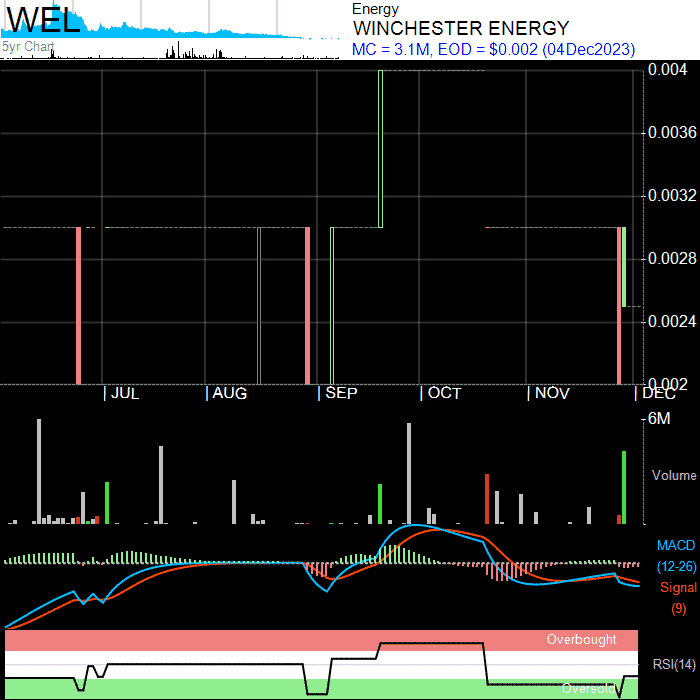 WEL
5yr Chart
Energy
WINCHESTER ENERGY
MC = 3.1M, EOD = $0.002 (04Dec2023)
0.004
0.0036
0.0032
0.0028
0.0024
0.002
JUL AUG SEP OCT NOV DEC
6M
Volume
MACD
(12-26)
Signal
(9)
Overbought
RSI(14)
Oversold